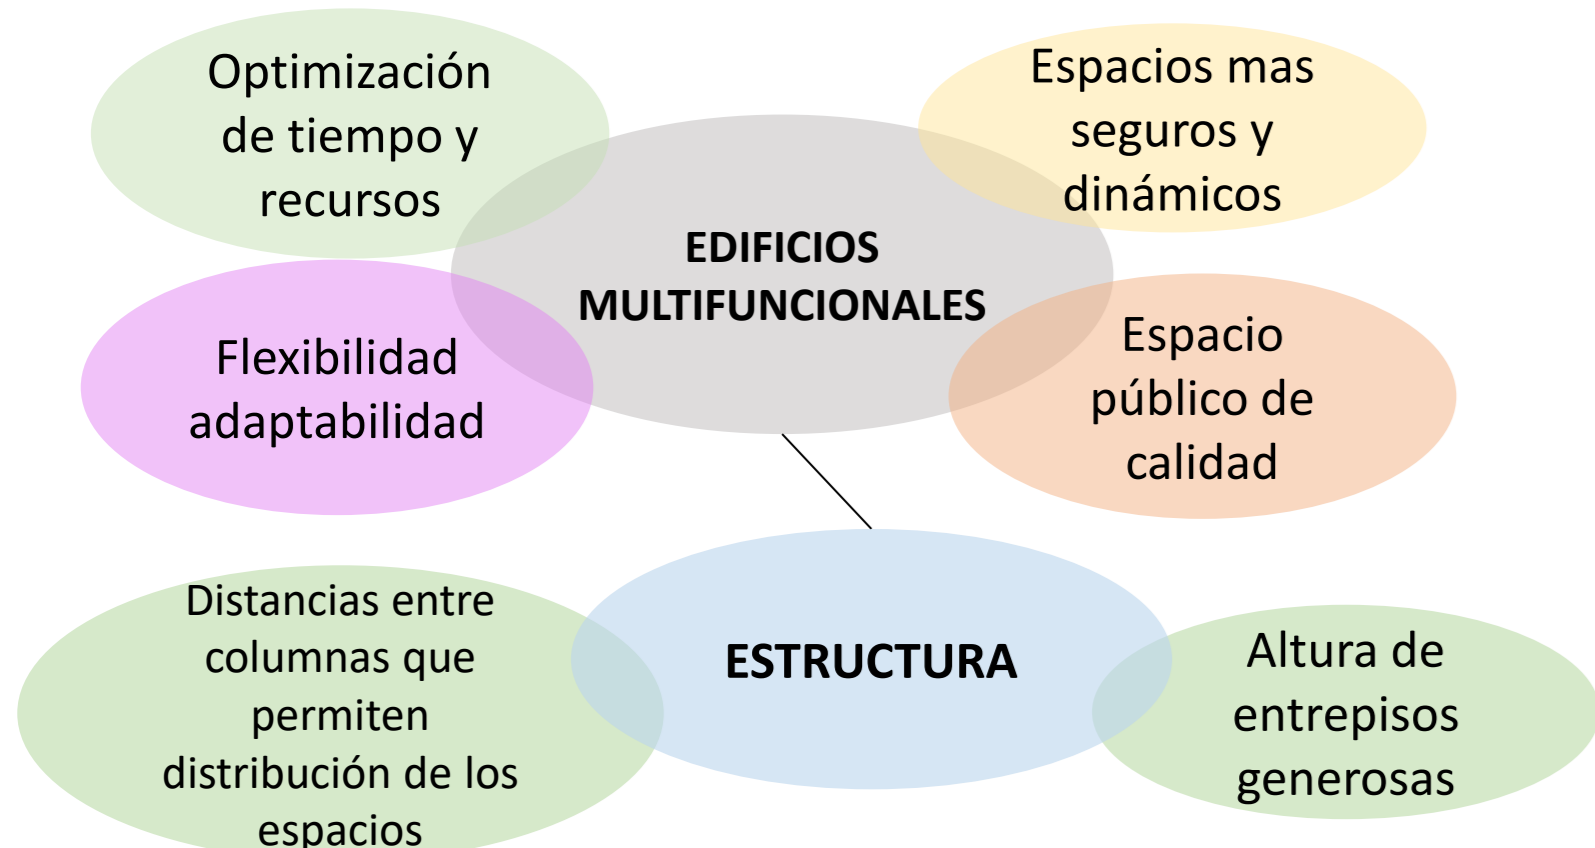 Optimización
de tiempo y
recursos
Espacios mas
seguros y
dinámicos
EDIFICIOS
MULTIFUNCIONALES
Flexibilidad
adaptabilidad
Espacio
público de
calidad
Distancias entre
columnas que
permiten
distribución de los
espacios
ESTRUCTURA
Altura de
entrepisos
generosas